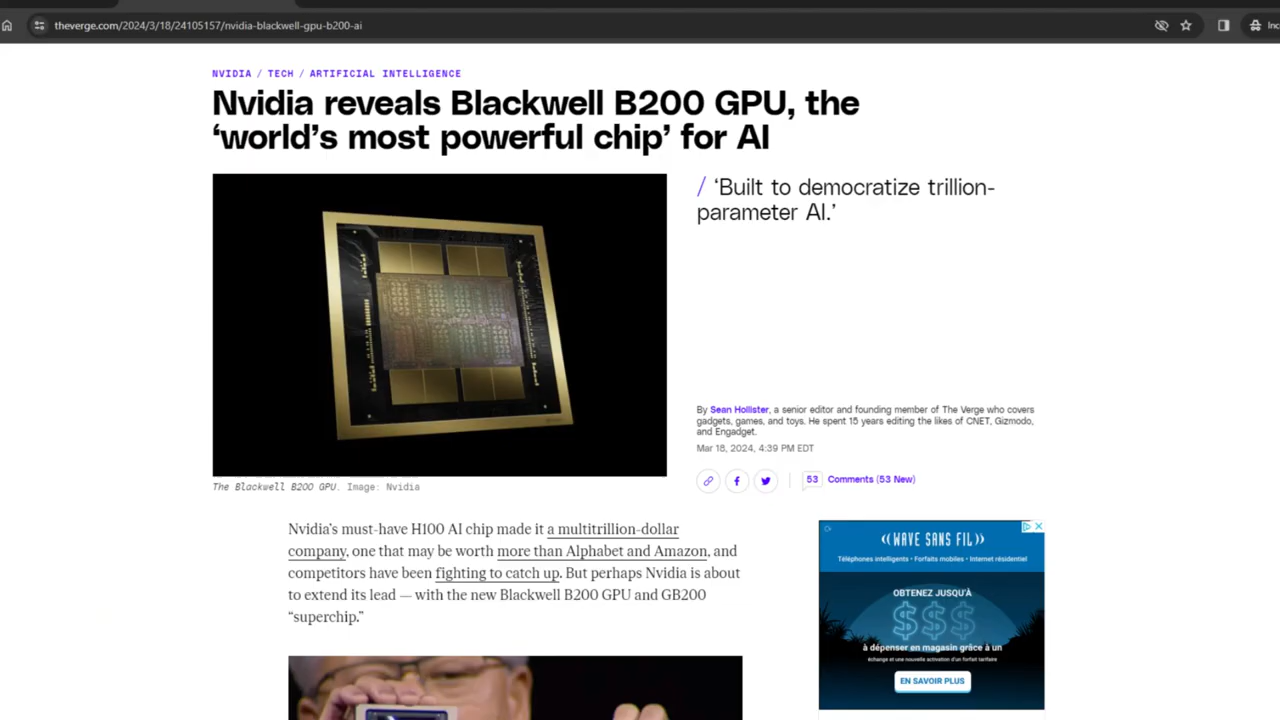 theverge.com/2024/3/18/24105157/nvidia-blackwell-gpu-b200-ai
Inc
NVIDIA / TECH / ARTIFICIAL INTELLIGENCE
Nvidia reveals Blackwell B200 GPU, the
‘world’s most powerful chip’ for AI
/ ‘Built to democratize trillion-
parameter AI.’
By Sean Hollister, a senior editor and founding member of The Verge who covers
gadgets, games, and toys. He spent 15 years editing the likes of CNET, Gizmodo,
and Engadget.
Mar 18, 2024, 4:39 PM EDT
53 Comments (53 New)
The Blackwell B200 GPU. Image: Nvidia
Nvidia’s must-have H100 AI chip made it a multitrillion-dollar
company, one that may be worth more than Alphabet and Amazon, and
competitors have been fighting to catch up. But perhaps Nvidia is about
to extend its lead — with the new Blackwell B200 GPU and GB200
“superchip.”
((WAVE SANS FIL))
Téléphones intelligents • Forfaits mobiles • Internet résidentiel
OBTENEZ JUSQU'À
$$$
à dépenser en magasin grâce à un
échange et une nouvelle activation d'un forfait tarifaire
EN SAVOIR PLUS